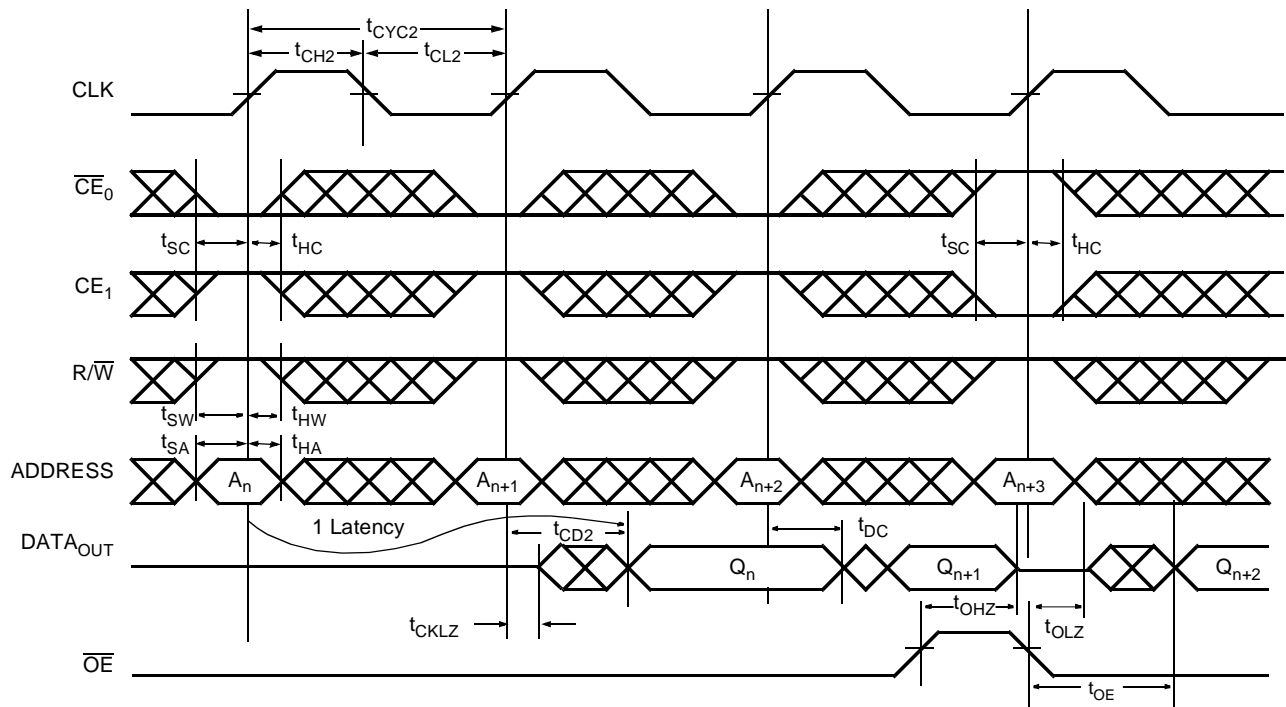 tCYC2
tCH2 tCL2
CLK
CE0
tSC tHC tSC tHC
CE1
R/W
tSW tHW
tSA tHA
ADDRESS An An+1 An+2 An+3
1 Latency tCD2 tDC
DATAOUT Qn Qn+1 Qn+2
tOHZ
tCKLZ tOLZ
OE
tOE